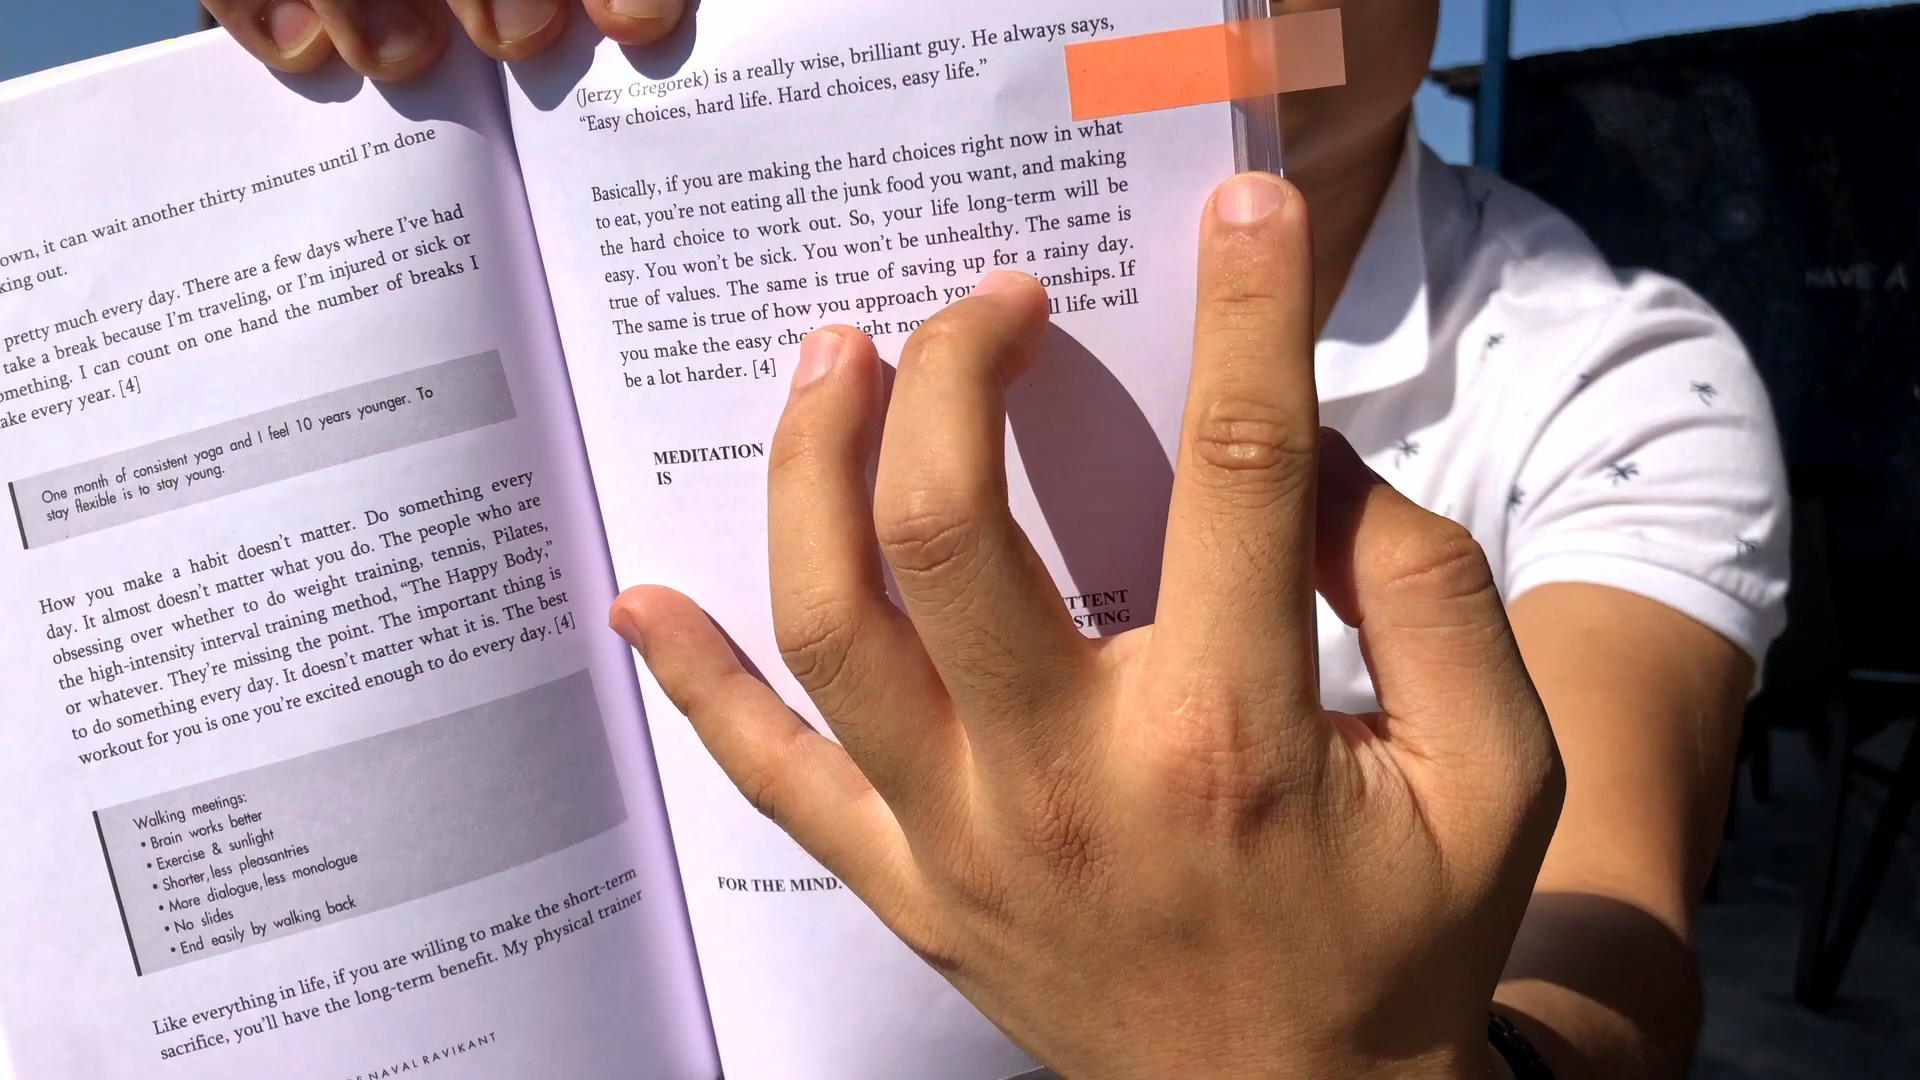 own, it can wait another thirty minutes until I'm done
king out.
pretty much every day. There are a few days where I've had
take a break because I'm traveling, or I'm injured or sick or
omething. I can count on one hand the number of breaks I
ake every year. [4]
One month of consistent yoga and I feel 10 years younger. To
stay flexible is to stay young.
How you make a habit doesn't matter. Do something every
day. It almost doesn't matter what you do. The people who are
obsessing over whether to do weight training, tennis, Pilates,
the high-intensity interval training method, “The Happy Body,”
or whatever. They're missing the point. The important thing is
to do something every day. It doesn't matter what it is. The best
workout for you is one you're excited enough to do every day. [4]
Walking meetings:
• Brain works better
• Exercise & sunlight
• Shorter, less pleasantries
• More dialogue, less monologue
• No slides
• End easily by walking back
Like everything in life, if you are willing to make the short-term
sacrifice, you'll have the long-term benefit. My physical trainer
NAVAL RAVIKANT
(Jerzy Gregorek) is a really wise, brilliant guy. He always says,
“Easy choices, hard life. Hard choices, easy life.”
Basically, if you are making the hard choices right now in what
to eat, you're not eating all the junk food you want, and making
the hard choice to work out. So, your life long-term will be
easy. You won't be sick. You won't be unhealthy. The same is
true of values. The same is true of saving up for a rainy day.
The same is true of how you approach you ionships. If
you make the easy cho ight no ll life will
be a lot harder. [4]
MEDITATION
IS
TTENT
STING
FOR THE MIND.
HAVE A